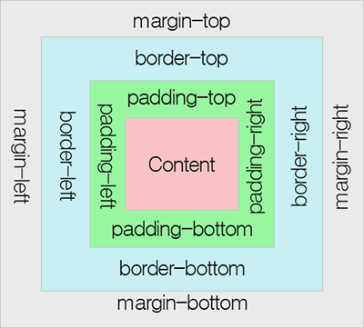 margin-top
border-top
padding-top
margin-left
border-left
padding-left
Content
padding-right
border-right
margin-right
padding-bottom
border-bottom
margin-bottom